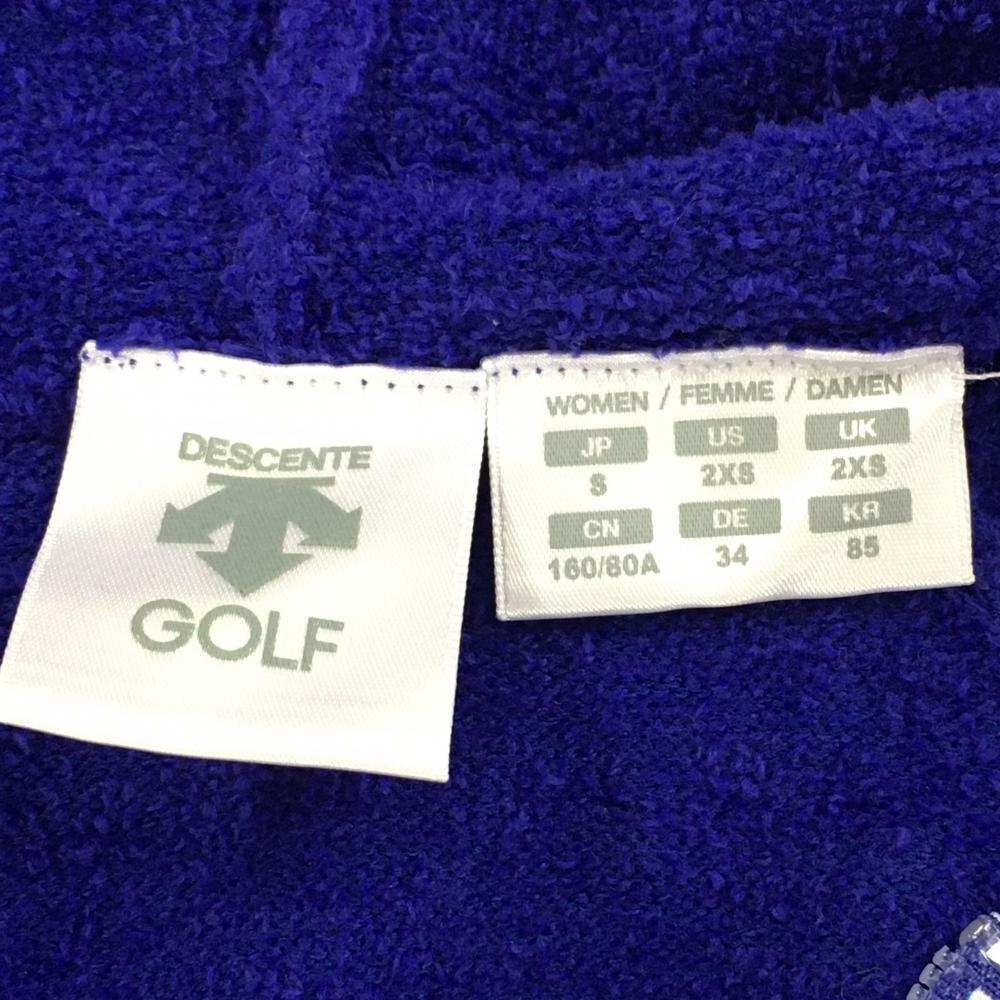 DESCENTE
GOLF
WOMEN / FEMME / DAMEN
JP US UK
S 2XS 2XS
CN DE KR
160/80A 34 85